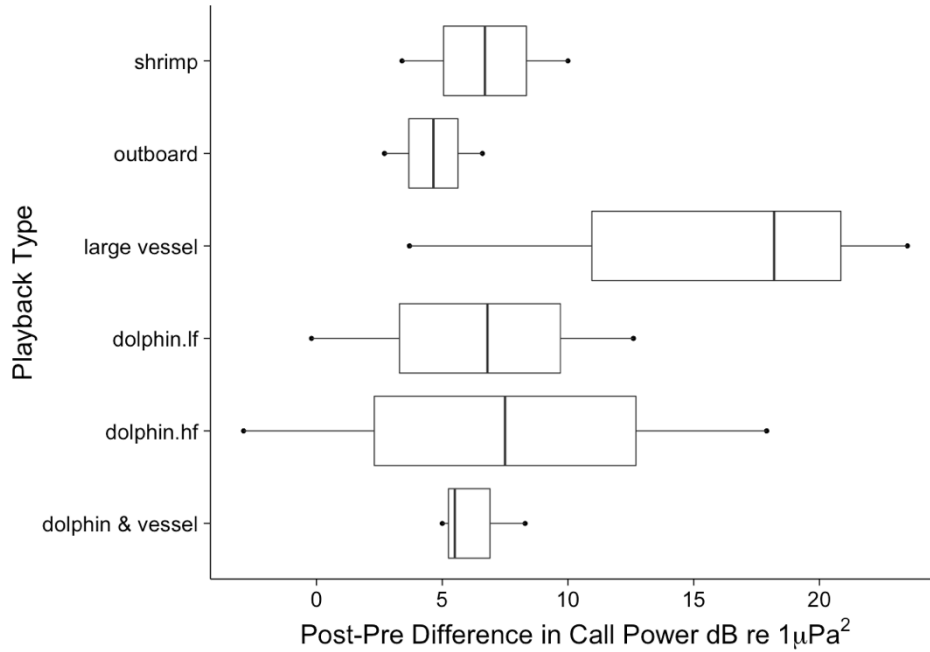 shrimp
outboard
large vessel
dolphin.lf
dolphin.hf
dolphin & vessel
Playback Type
0 5 10 15 20
Post-Pre Difference in Call Power dB re 1μPa²